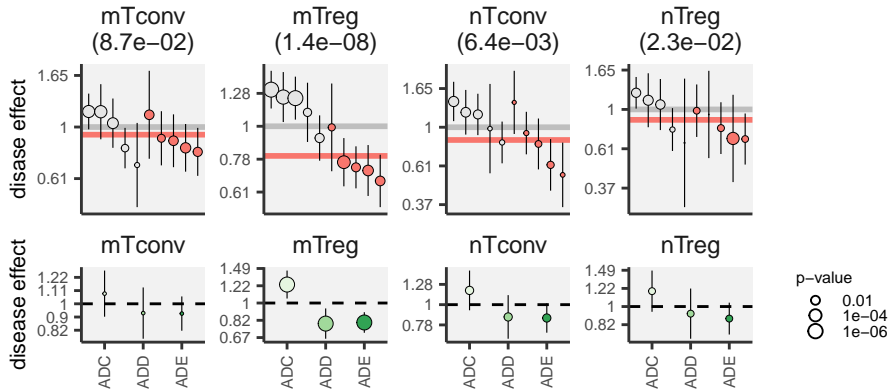 mTconv
(8.7e−02)
mTreg
(1.4e−08)
nTconv
(6.4e−03)
nTreg
(2.3e−02)
disase effect
1.65
1
0.61
1.28
1
0.78
0.61
1.65
1
0.61
0.37
1.65
1
0.61
0.37
mTconv
mTreg
nTconv
nTreg
disease effect
1.22
1.11
1
0.9
0.82
1.49
1.22
1
0.82
0.67
1.28
1
0.78
1.49
1.22
1
0.82
ADC
ADD
ADE
ADC
ADD
ADE
ADC
ADD
ADE
ADC
ADD
ADE
p−value
0.01
1e−04
1e−06